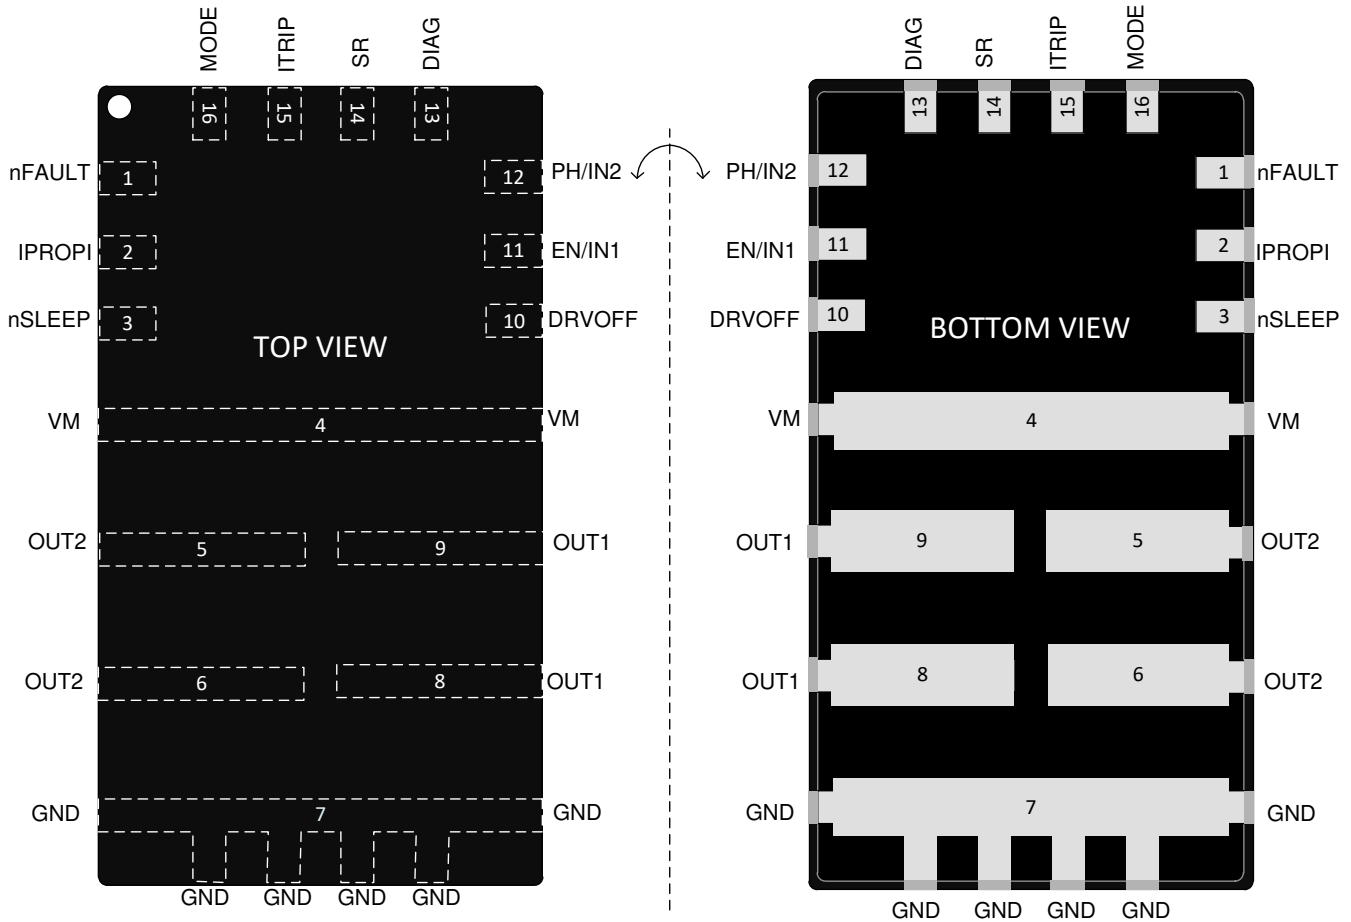 MODE ITRIP SR DIAG
16 15 14 13
nFAULT 1 12 PH/IN2
IPROPI 2 11 EN/IN1
nSLEEP 3 10 DRVOFF
TOP VIEW
VM 4 VM
OUT2 5 9 OUT1
OUT2 6 8 OUT1
GND 7 GND
GND GND GND GND
DIAG SR ITRIP MODE
13 14 15 16
PH/IN2 12 1 nFAULT
EN/IN1 11 2 IPROPI
DRVOFF 10 3 nSLEEP
BOTTOM VIEW
VM 4 VM
OUT1 9 5 OUT2
OUT1 8 6 OUT2
GND 7 GND
GND GND GND GND